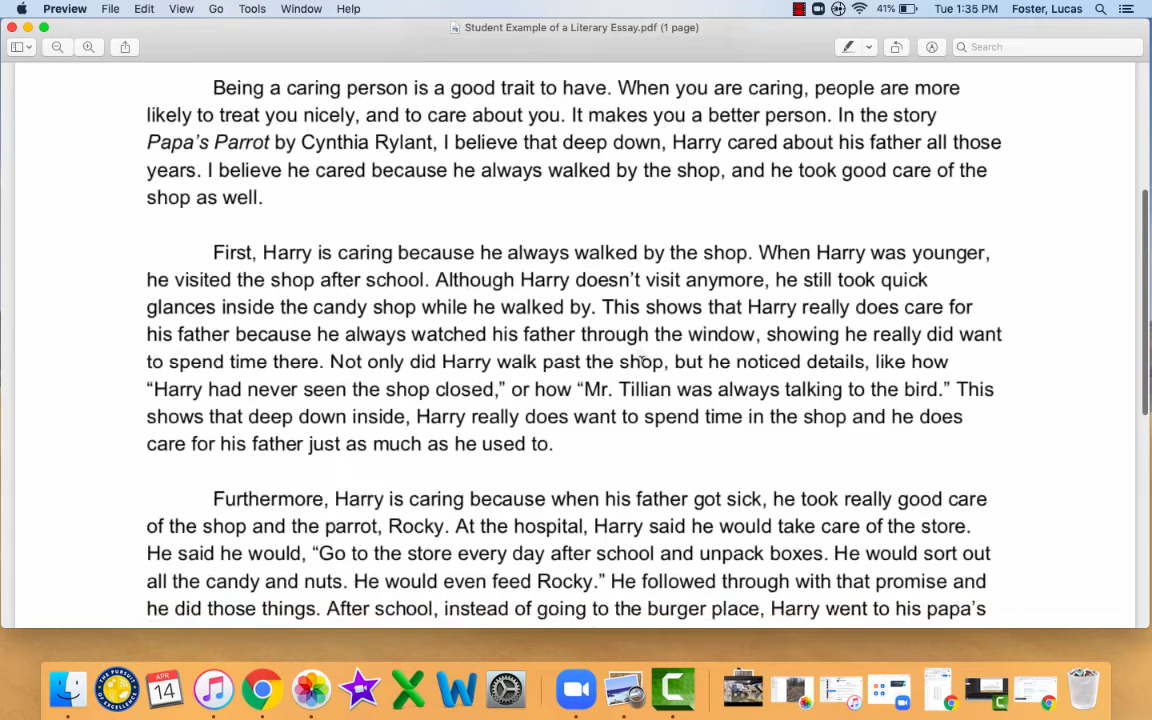 Preview File Edit View Go Tools Window Help 41% Tue 1:35 PM Foster, Lucas
Student Example of a Literary Essay.pdf (1 page)
Search
Being a caring person is a good trait to have. When you are caring, people are more
likely to treat you nicely, and to care about you. It makes you a better person. In the story
Papa's Parrot by Cynthia Rylant, I believe that deep down, Harry cared about his father all those
years. I believe he cared because he always walked by the shop, and he took good care of the
shop as well.
First, Harry is caring because he always walked by the shop. When Harry was younger,
he visited the shop after school. Although Harry doesn't visit anymore, he still took quick
glances inside the candy shop while he walked by. This shows that Harry really does care for
his father because he always watched his father through the window, showing he really did want
to spend time there. Not only did Harry walk past the shop, but he noticed details, like how
“Harry had never seen the shop closed,” or how “Mr. Tillian was always talking to the bird.” This
shows that deep down inside, Harry really does want to spend time in the shop and he does
care for his father just as much as he used to.
Furthermore, Harry is caring because when his father got sick, he took really good care
of the shop and the parrot, Rocky. At the hospital, Harry said he would take care of the store.
He said he would, “Go to the store every day after school and unpack boxes. He would sort out
all the candy and nuts. He would even feed Rocky.” He followed through with that promise and
he did those things. After school, instead of going to the burger place, Harry went to his papa's
THE PURSUIT OF EXCELLENCE
APR
14